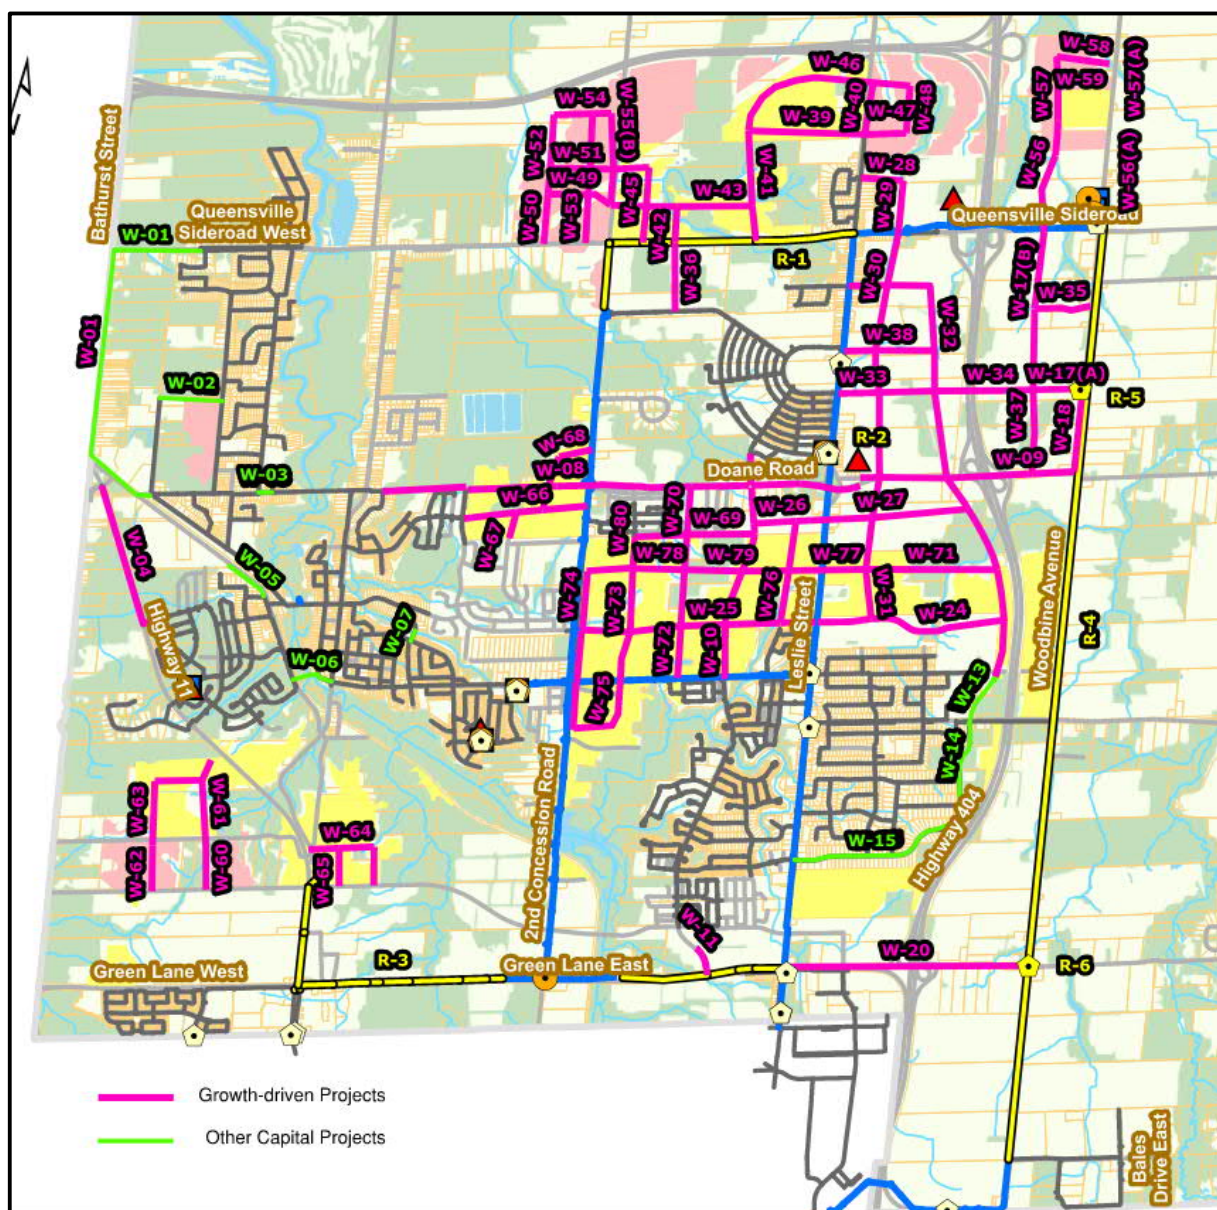 W-58
W-57(A)
W-46
W-57
W-59
W-54
W-55(B)
W-40
W-47
W-48
W-39
W-52
W-51
W-56
W-56(A)
W-41
W-28
W-49
W-45
W-43
W-29
Bathurst Street
W-50
W-53
W-42
Queensville
Sideroad West
Queensville Sideroad
W-01
R-1
W-36
W-30
W-17(B)
W-35
W-32
W-01
W-38
W-02
W-33
W-34
W-17(A)
R-5
W-37
W-18
W-68
R-2
W-08
Doane Road
W-09
W-03
W-66
W-70
W-26
W-27
W-80
W-69
W-67
W-04
W-78
W-79
W-77
W-71
W-05
W-74
W-73
W-76
W-31
W-25
W-24
Woodbine Avenue
R-4
Highway 11
W-07
W-06
W-72
W-10
Leslie Street
W-13
W-75
W-14
2nd Concession Road
W-63
W-61
W-64
W-15
Highway 404
W-62
W-60
W-65
W-11
W-20
Green Lane West
R-3
Green Lane East
R-6
Growth-driven Projects
Other Capital Projects
Bales
Drive East